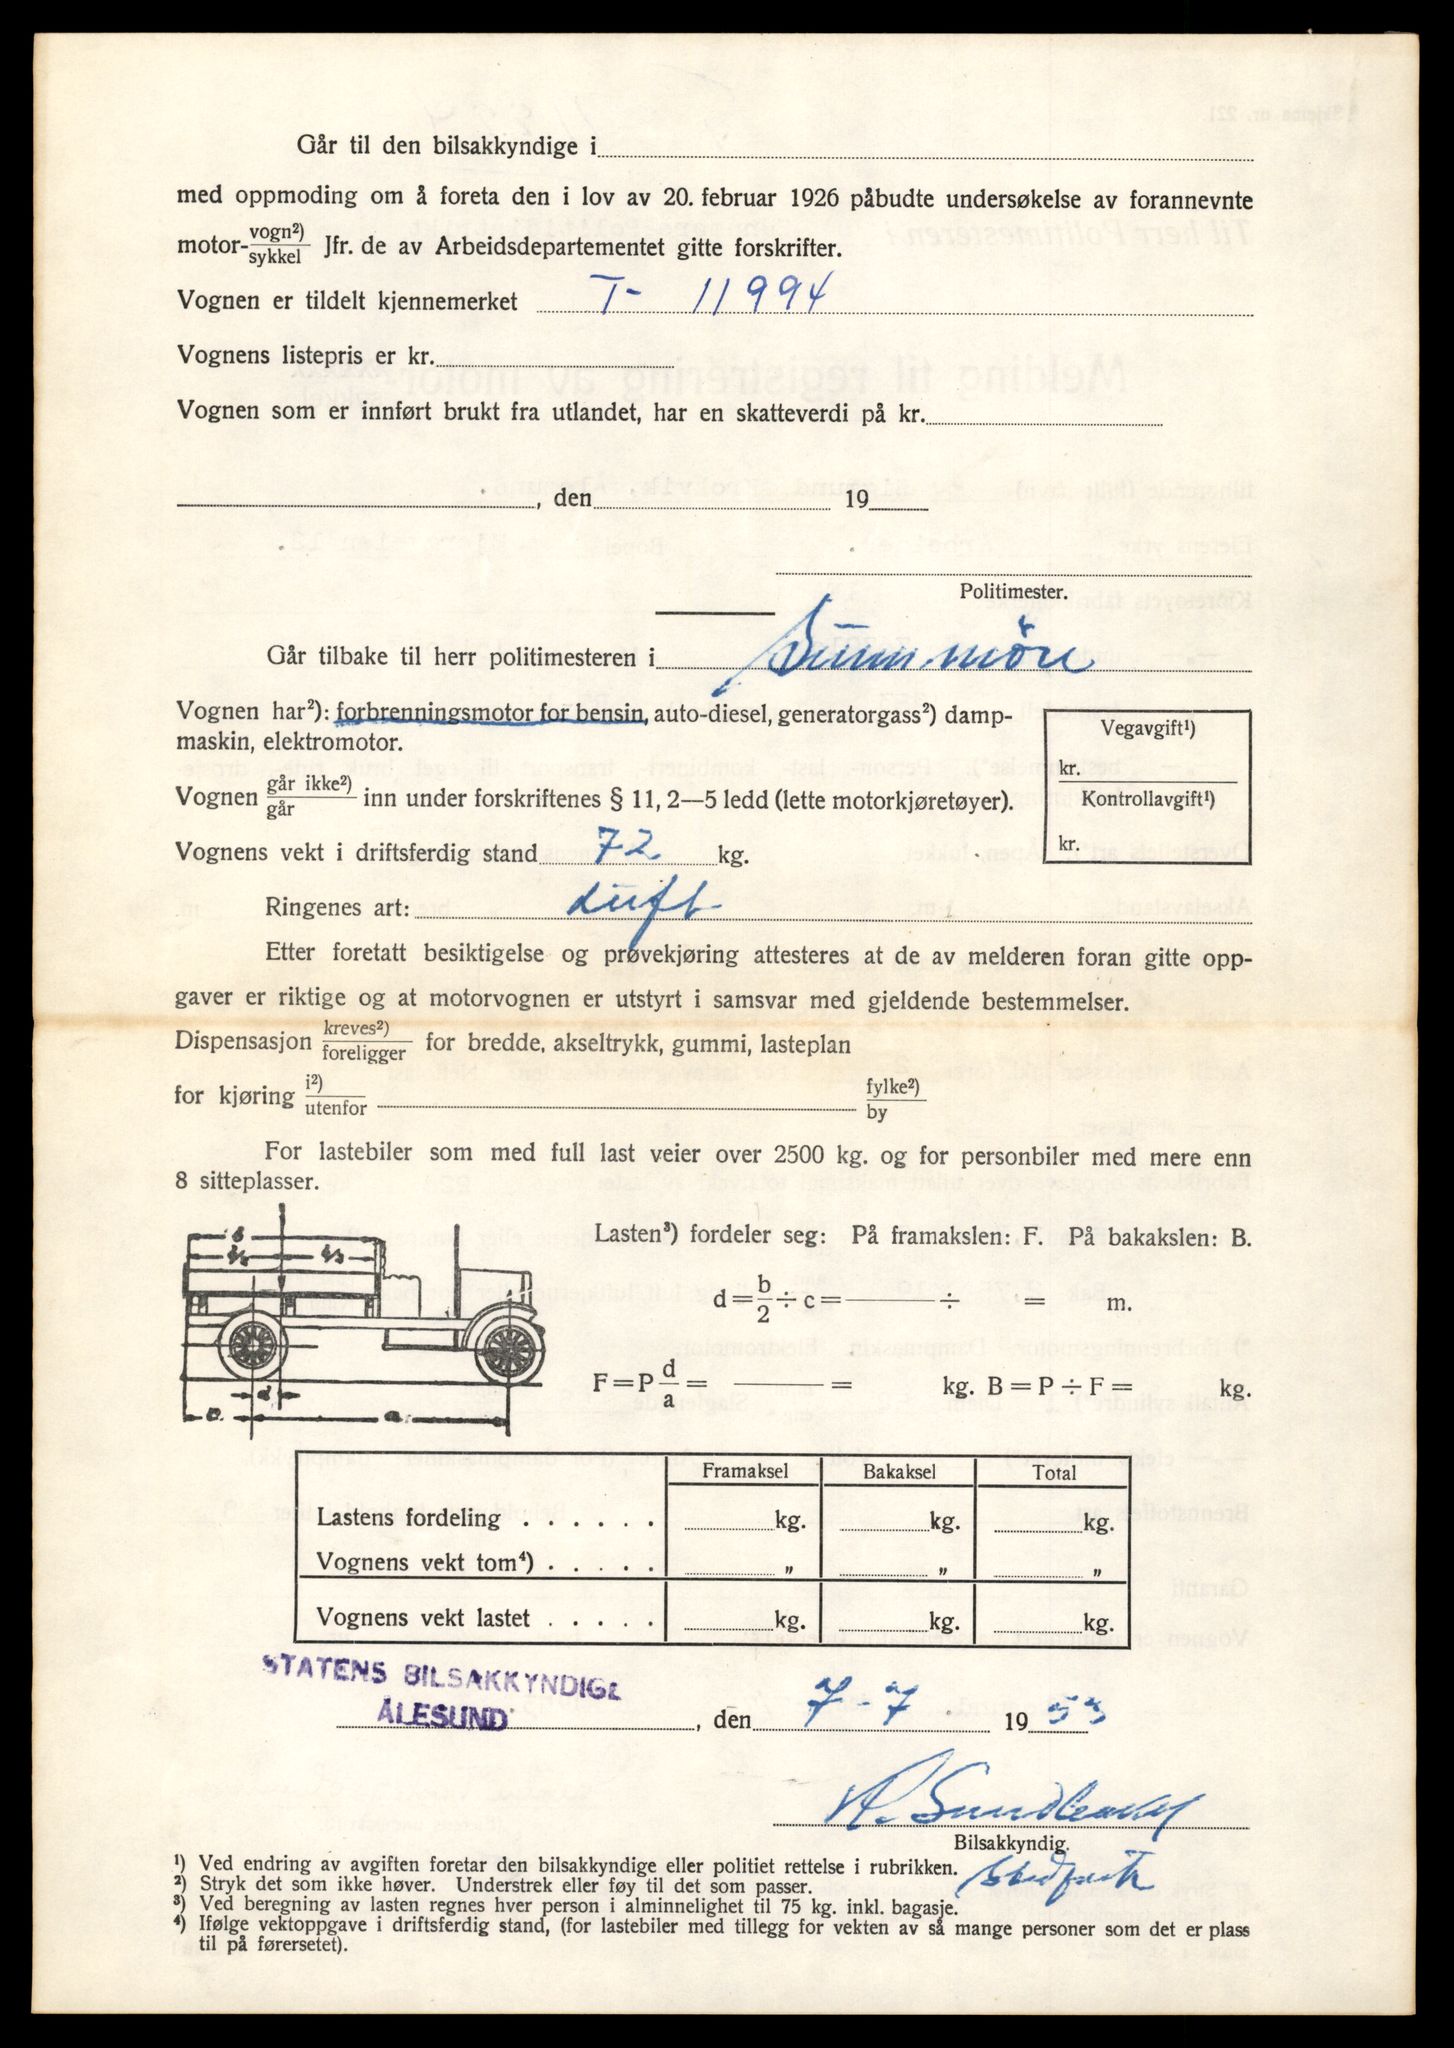 Går til den bilsakkyndige i
med oppmoding om å foreta den i lov av 20. februar 1926 påbudte undersøkelse av forannevnte
motor-vogn²)/sykkel Jfr. de av Arbeidsdepartementet gitte forskrifter.
Vognen er tildelt kjennemerket T- 11994
Vognens listepris er kr.
Vognen som er innført brukt fra utlandet, har en skatteverdi på kr.
, den 19
Politimester.
Går tilbake til herr politimesteren i Sunnmöre
Vognen har²): forbrenningsmotor for bensin, auto-diesel, generatorgass²) damp-
maskin, elektromotor.
Vegavgift¹)
kr.
Vognen går ikke²)/går inn under forskriftenes § 11, 2—5 ledd (lette motorkjøretøyer).
Kontrollavgift¹)
kr.
Vognens vekt i driftsferdig stand 72 kg.
Ringenes art: luft
Etter foretatt besiktigelse og prøvekjøring attesteres at de av melderen foran gitte opp-
gaver er riktige og at motorvognen er utstyrt i samsvar med gjeldende bestemmelser.
Dispensasjon kreves²)/foreligger for bredde, akseltrykk, gummi, lasteplan
for kjøring i²)/utenfor fylke²)/by
For lastebiler som med full last veier over 2500 kg. og for personbiler med mere enn
8 sitteplasser.
Lasten³) fordeler seg: På framakslen: F. På bakakslen: B.
d = b/2 ÷ c = ÷ = m.
F = P d/a = = kg. B = P ÷ F = kg.
d a
Framaksel Bakaksel Total
Lastens fordeling . . . . . . kg. kg. kg.
Vognens vekt tom⁴) . . . . . „ „ „
Vognens vekt lastet . . . . . kg. kg. kg.
STATENS BILSAKKYNDIGE
ÅLESUND , den 7-7 1953
Bilsakkyndig.
¹) Ved endring av avgiften foretar den bilsakkyndige eller politiet rettelse i rubrikken.
²) Stryk det som ikke høver. Understrek eller føy til det som passer.
³) Ved beregning av lasten regnes hver person i alminnelighet til 75 kg. inkl. bagasje.
⁴) Ifølge vektoppgave i driftsferdig stand, (for lastebiler med tillegg for vekten av så mange personer som det er plass
til på førersetet).